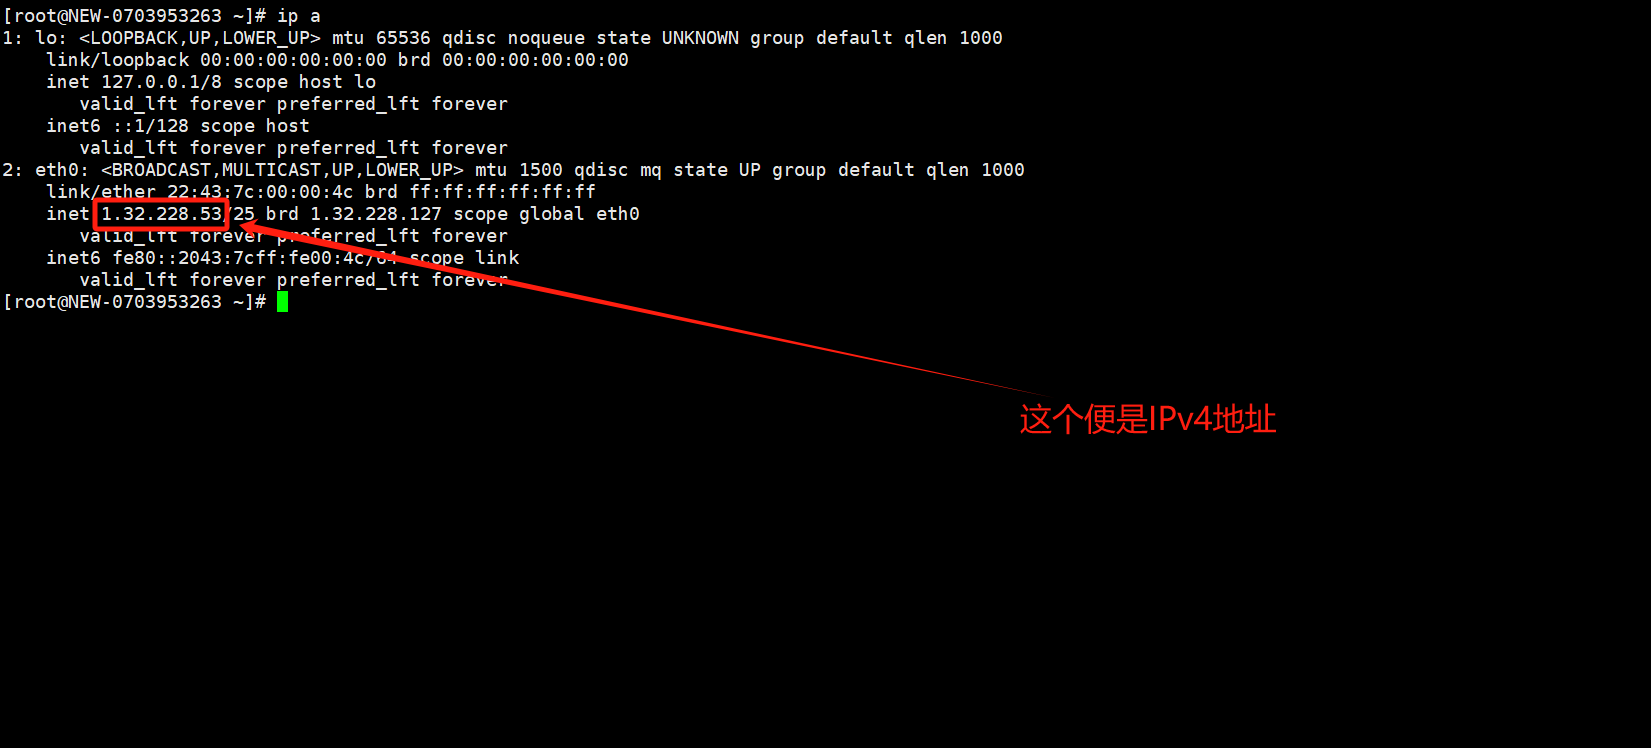 [root@NEW-0703953263 ~]# ip a
1: lo: <LOOPBACK,UP,LOWER_UP> mtu 65536 qdisc noqueue state UNKNOWN group default qlen 1000
    link/loopback 00:00:00:00:00:00 brd 00:00:00:00:00:00
    inet 127.0.0.1/8 scope host lo
       valid_lft forever preferred_lft forever
    inet6 ::1/128 scope host
       valid_lft forever preferred_lft forever
2: eth0: <BROADCAST,MULTICAST,UP,LOWER_UP> mtu 1500 qdisc mq state UP group default qlen 1000
    link/ether 22:43:7c:00:00:4c brd ff:ff:ff:ff:ff:ff
    inet 1.32.228.53/25 brd 1.32.228.127 scope global eth0
       valid_lft forever preferred_lft forever
    inet6 fe80::2043:7cff:fe00:4c/64 scope link
       valid_lft forever preferred_lft forever
[root@NEW-0703953263 ~]#
这个便是IPv4地址